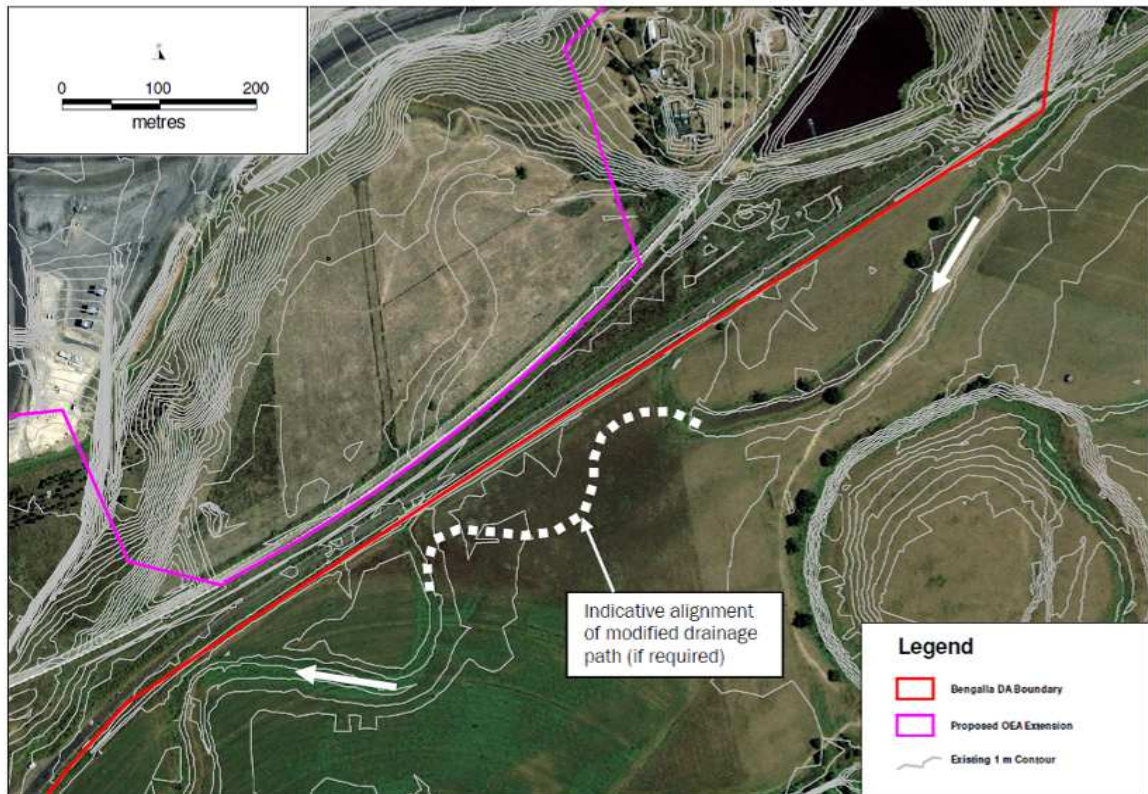 0 100 200
metres
Indicative alignment
of modified drainage
path (if required)
Legend
Bengalla DA Boundary
Proposed OEA Extension
Existing 1 m Contour